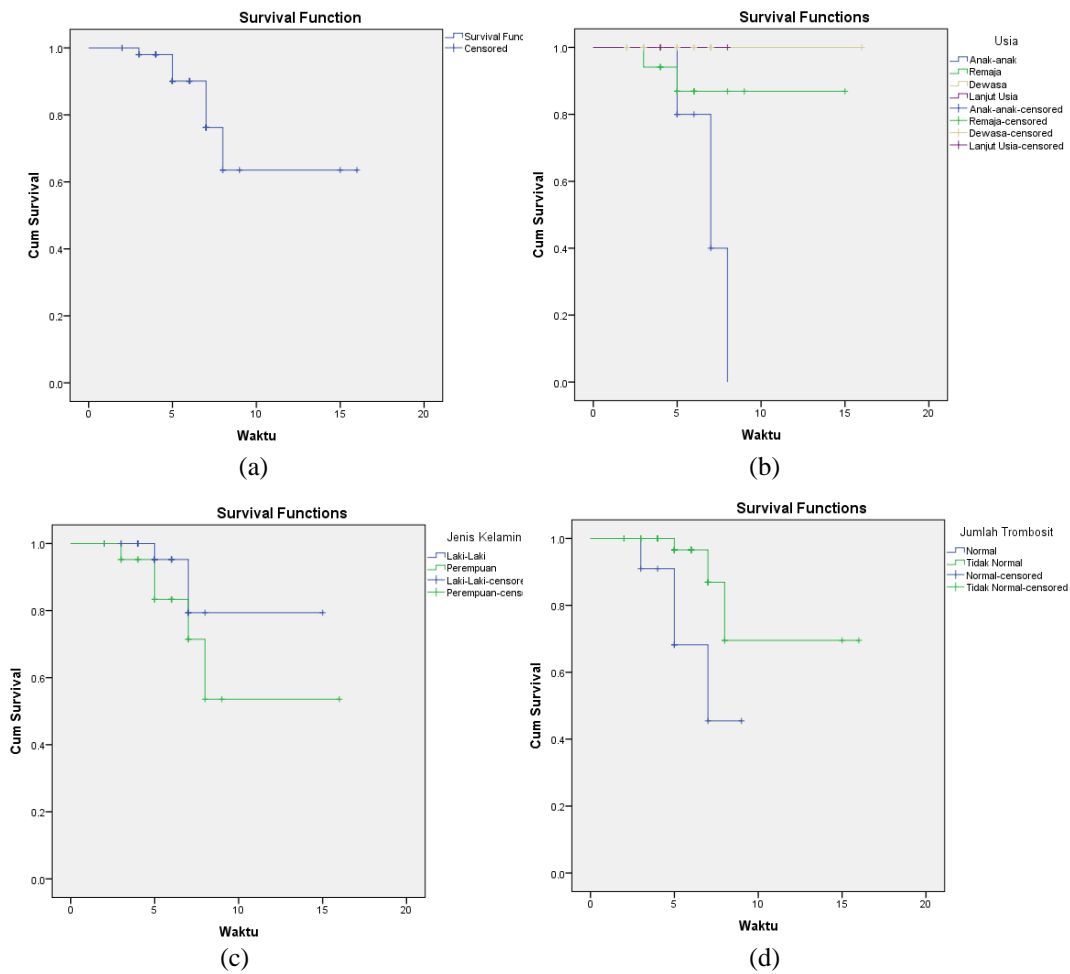 Survival Function
Survival Func
Censored
1.0
0.8
0.6
0.4
0.2
0.0
Cum Survival
0 5 10 15 20
Waktu
(a)
Survival Functions
Usia
Anak-anak
Remaja
Dewasa
Lanjut Usia
Anak-anak-censored
Remaja-censored
Dewasa-censored
Lanjut Usia-censored
1.0
0.8
0.6
0.4
0.2
0.0
Cum Survival
0 5 10 15 20
Waktu
(b)
Survival Functions
Jenis Kelamin
Laki-Laki
Perempuan
Laki-Laki-censore
Perempuan-cens
1.0
0.8
0.6
0.4
0.2
0.0
Cum Survival
0 5 10 15 20
Waktu
(c)
Survival Functions
Jumlah Trombosit
Normal
Tidak Normal
Normal-censored
Tidak Normal-censored
1.0
0.8
0.6
0.4
0.2
0.0
Cum Survival
0 5 10 15 20
Waktu
(d)